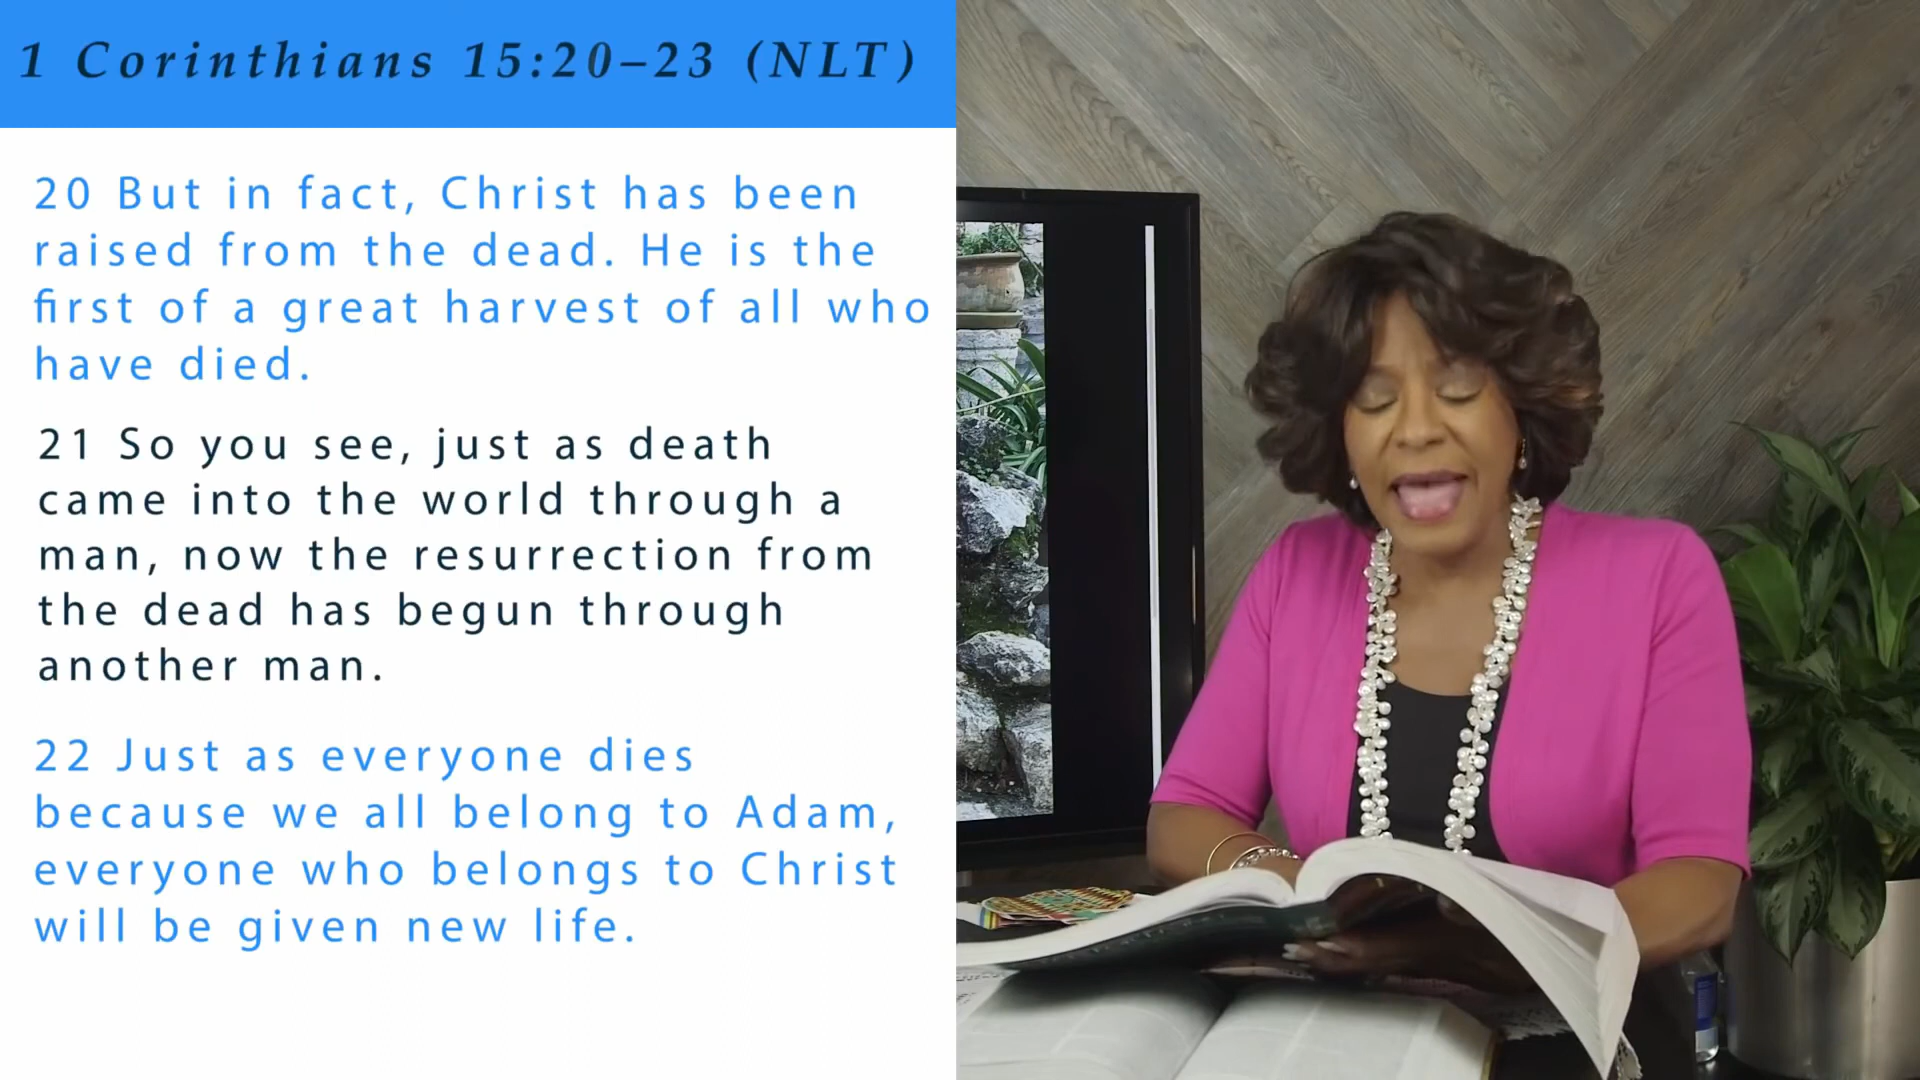 1 Corinthians 15:20–23 (NLT)
20 But in fact, Christ has been
raised from the dead. He is the
first of a great harvest of all who
have died.
21 So you see, just as death
came into the world through a
man, now the resurrection from
the dead has begun through
another man.
22 Just as everyone dies
because we all belong to Adam,
everyone who belongs to Christ
will be given new life.